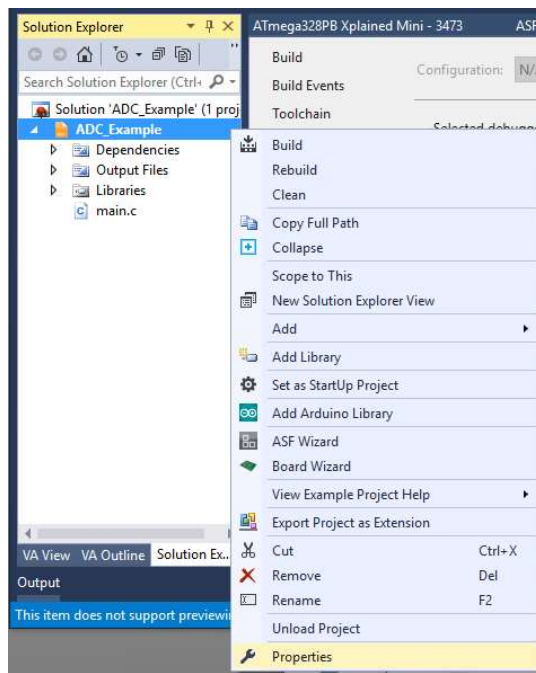 Solution Explorer
ATmega328PB Xplained Mini - 3473
ASF
Search Solution Explorer (Ctrl+
Solution 'ADC_Example' (1 proj
ADC_Example
Dependencies
Output Files
Libraries
main.c
Build
Build Events
Toolchain
Configuration:
N/
Build
Rebuild
Clean
Copy Full Path
Collapse
Scope to This
New Solution Explorer View
Add
Add Library
Set as StartUp Project
Add Arduino Library
ASF Wizard
Board Wizard
View Example Project Help
Export Project as Extension
Cut Ctrl+X
Remove Del
Rename F2
Unload Project
Properties
VA View VA Outline Solution Ex...
Output
This item does not support previewi